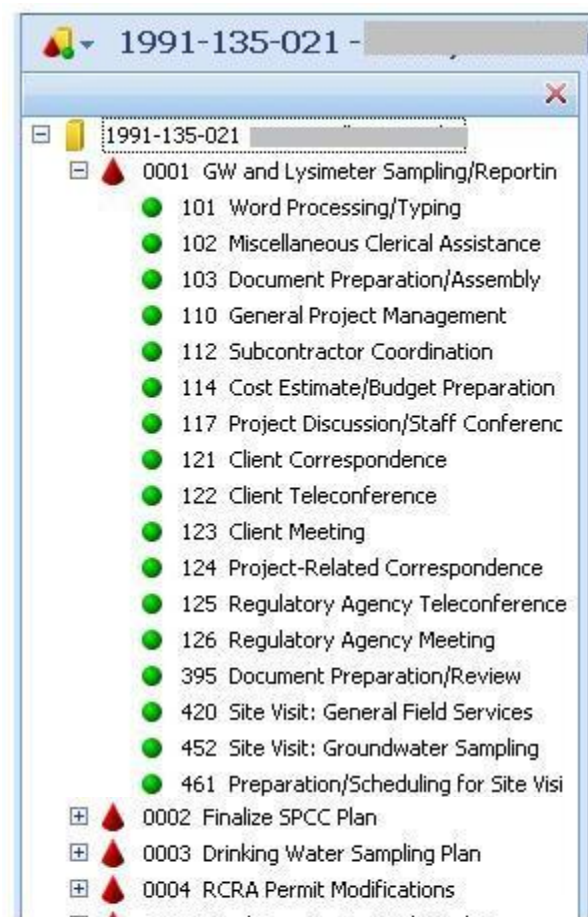 1991-135-021 -
1991-135-021
0001 GW and Lysimeter Sampling/Reportin
101 Word Processing/Typing
102 Miscellaneous Clerical Assistance
103 Document Preparation/Assembly
110 General Project Management
112 Subcontractor Coordination
114 Cost Estimate/Budget Preparation
117 Project Discussion/Staff Conferenc
121 Client Correspondence
122 Client Teleconference
123 Client Meeting
124 Project-Related Correspondence
125 Regulatory Agency Teleconference
126 Regulatory Agency Meeting
395 Document Preparation/Review
420 Site Visit: General Field Services
452 Site Visit: Groundwater Sampling
461 Preparation/Scheduling for Site Visi
0002 Finalize SPCC Plan
0003 Drinking Water Sampling Plan
0004 RCRA Permit Modifications